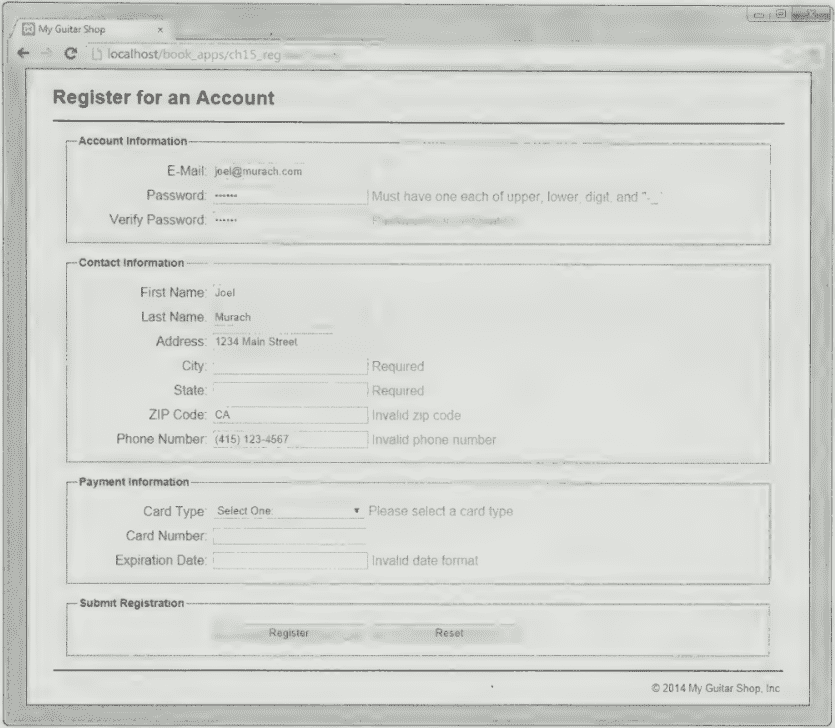 My Guitar Shop ×
localhost/book_apps/ch15_reg
Register for an Account
Account Information
E-Mail: joel@murach.com
Password: •••••• Must have one each of upper, lower, digit, and "-_"
Verify Password: ••••••
Contact Information
First Name: Joel
Last Name: Murach
Address: 1234 Main Street
City: Required
State: Required
ZIP Code: CA Invalid zip code
Phone Number: (415) 123-4567 Invalid phone number
Payment Information
Card Type: Select One: Please select a card type
Card Number:
Expiration Date: Invalid date format
Submit Registration
Register Reset
© 2014 My Guitar Shop, Inc